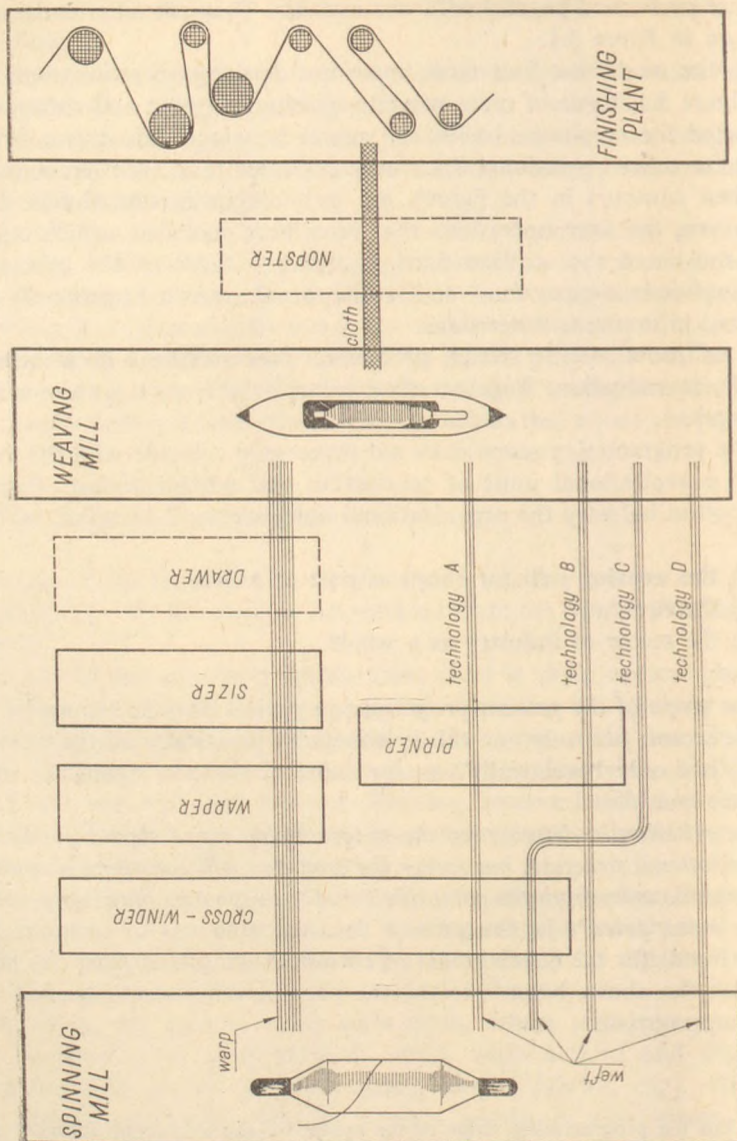 SPINNING
MILL
warp
weft
CROSS - WINDER
WARPER
SIZER
DRAWER
PIRNER
technology A
technology B
technology C
technology D
WEAVING
MILL
cloth
NOPSTER
FINISHING
PLANT